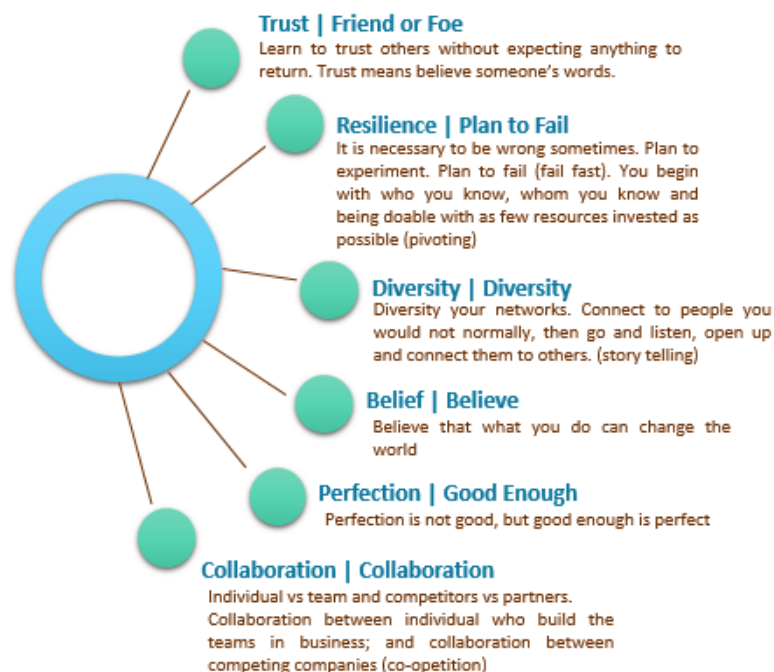 Trust | Friend or Foe
Learn to trust others without expecting anything to
return. Trust means believe someone's words.
Resilience | Plan to Fail
It is necessary to be wrong sometimes. Plan to
experiment. Plan to fail (fail fast). You begin
with who you know, whom you know and
being doable with as few resources invested as
possible (pivoting)
Diversity | Diversity
Diversity your networks. Connect to people you
would not normally, then go and listen, open up
and connect them to others. (story telling)
Belief | Believe
Believe that what you do can change the
world
Perfection | Good Enough
Perfection is not good, but good enough is perfect
Collaboration | Collaboration
Individual vs team and competitors vs partners.
Collaboration between individual who build the
teams in business; and collaboration between
competing companies (co-opetition)